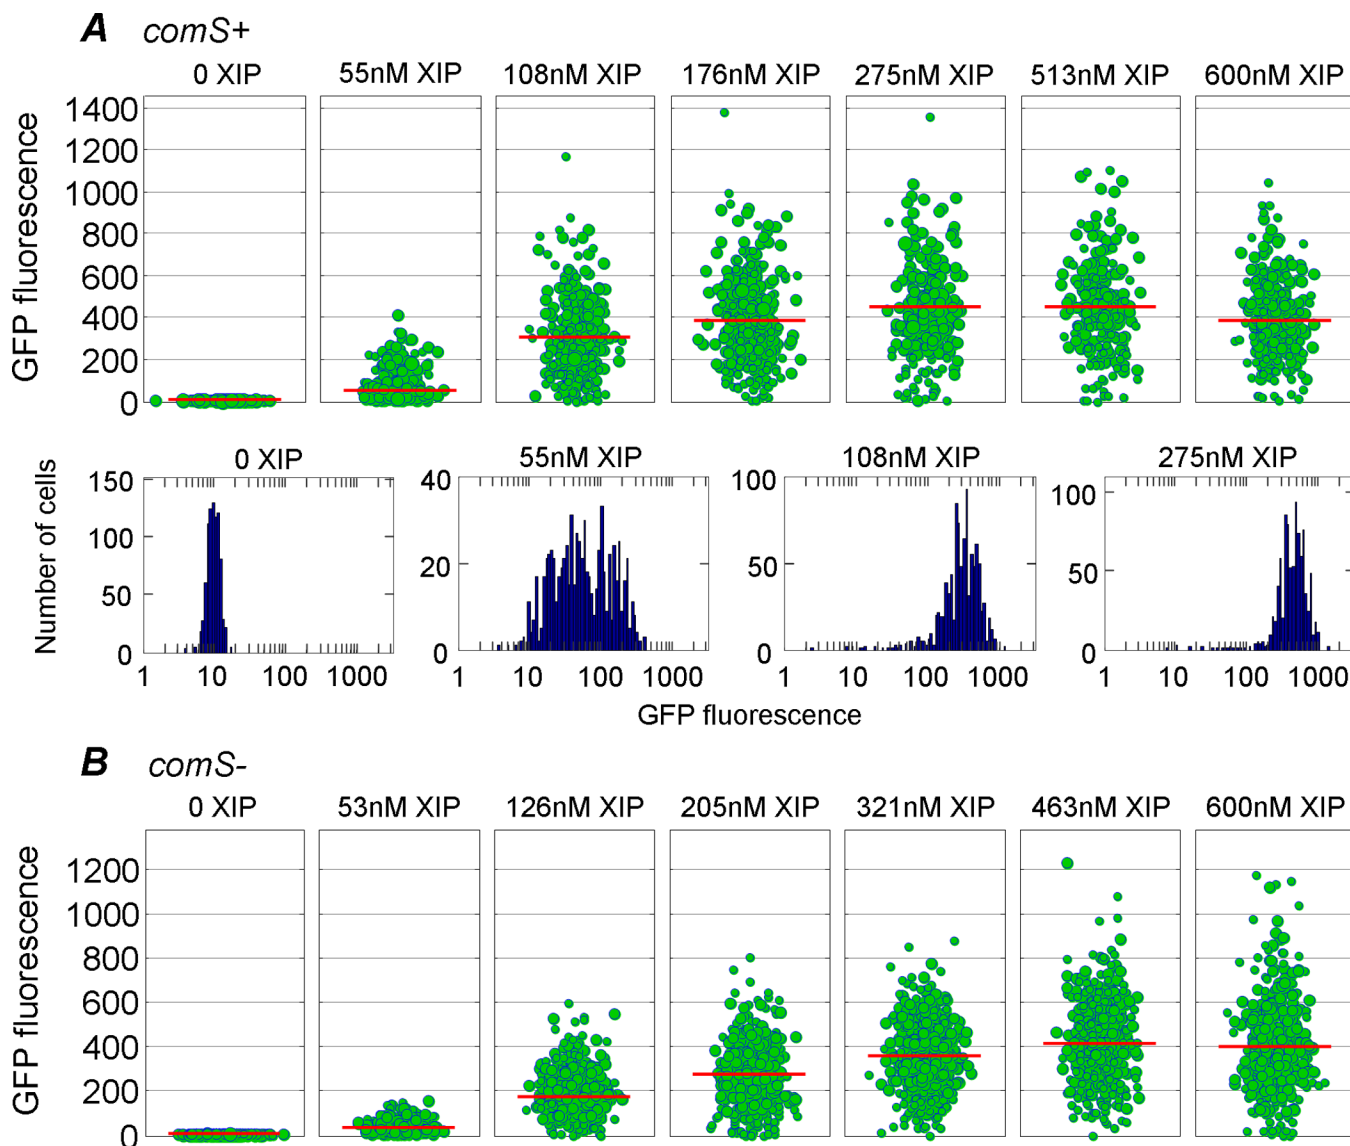 A comS+
0 XIP 55nM XIP 108nM XIP 176nM XIP 275nM XIP 513nM XIP 600nM XIP
GFP fluorescence
1400
1200
1000
800
600
400
200
0
0 XIP 55nM XIP 108nM XIP 275nM XIP
Number of cells
150 40 100 100
100
20 50 50
50
0 0 0 0
1 10 100 1000 1 10 100 1000 1 10 100 1000 1 10 100 1000
GFP fluorescence
B comS-
0 XIP 53nM XIP 126nM XIP 205nM XIP 321nM XIP 463nM XIP 600nM XIP
GFP fluorescence
1200
1000
800
600
400
200
0